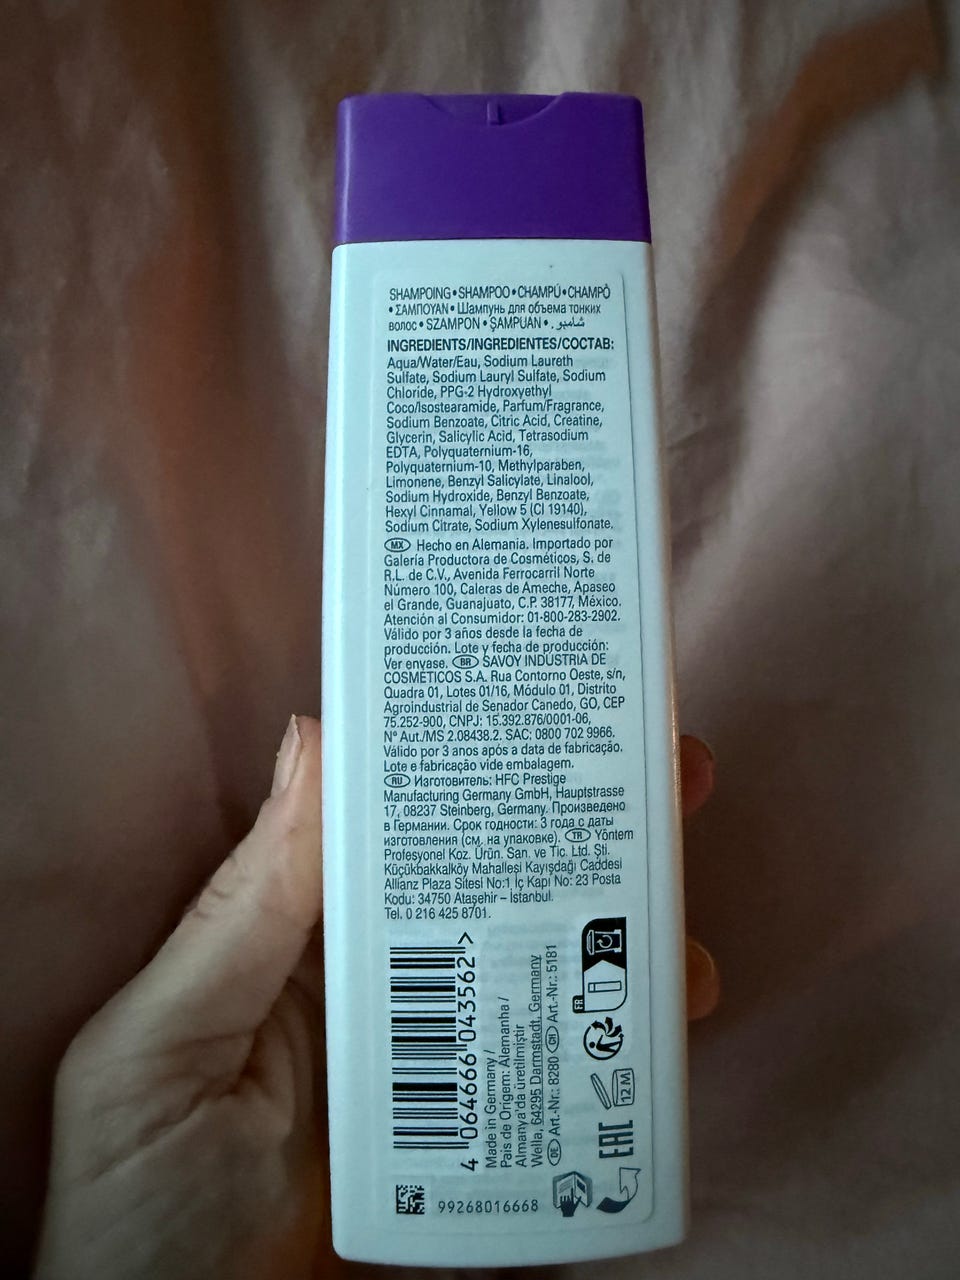 SHAMPOING•SHAMPOO•CHAMPÚ•CHAMPÒ
•ΣΑΜΠΟΥΑΝ• Шампунь для объема тонких
волос•SZAMPON•ŞAMPUAN• شامبو.
INGREDIENTS/INGREDIENTES/СОСТАВ:
Aqua/Water/Eau, Sodium Laureth
Sulfate, Sodium Lauryl Sulfate, Sodium
Chloride, PPG-2 Hydroxyethyl
Coco/Isostearamide, Parfum/Fragrance,
Sodium Benzoate, Citric Acid, Creatine,
Glycerin, Salicylic Acid, Tetrasodium
EDTA, Polyquaternium-16,
Polyquaternium-10, Methylparaben,
Limonene, Benzyl Salicylate, Linalool,
Sodium Hydroxide, Benzyl Benzoate,
Hexyl Cinnamal, Yellow 5 (CI 19140),
Sodium Citrate, Sodium Xylenesulfonate.
MX Hecho en Alemania. Importado por
Galería Productora de Cosméticos, S. de
R.L. de C.V., Avenida Ferrocarril Norte
Número 100, Caleras de Ameche, Apaseo
el Grande, Guanajuato, C.P. 38177, México.
Atención al Consumidor: 01-800-283-2902.
Válido por 3 años desde la fecha de
producción. Lote y fecha de producción:
Ver envase. BR SAVOY INDÚSTRIA DE
COSMÉTICOS S.A. Rua Contorno Oeste, s/n,
Quadra 01, Lotes 01/16, Módulo 01, Distrito
Agroindustrial de Senador Canedo, GO, CEP
75.252-900, CNPJ: 15.392.876/0001-06,
Nº Aut./MS 2.08438.2. SAC: 0800 702 9966.
Válido por 3 anos após a data de fabricação.
Lote e fabricação vide embalagem.
RU Изготовитель: HFC Prestige
Manufacturing Germany GmbH, Hauptstrasse
17, 08237 Steinberg, Germany. Произведено
в Германии. Срок годности: 3 года с даты
изготовления (см. на упаковке). TR Yöntem
Profesyonel Koz. Ürün. San. ve Tic. Ltd. Şti.
Küçükbakkalköy Mahallesi Kayışdağı Caddesi
Allianz Plaza Sitesi No:1 İç Kapı No: 23 Posta
Kodu: 34750 Ataşehir – İstanbul.
Tel. 0 216 425 8701.
4 064666 043562 >
Made in Germany /
País de Origem: Alemanha /
Almanya'da üretilmiştir
Wella, 64295 Darmstadt, Germany
DE Art.-Nr.: 8280 CH Art.-Nr.: 5181
FR
12 M
EAC
99268016668